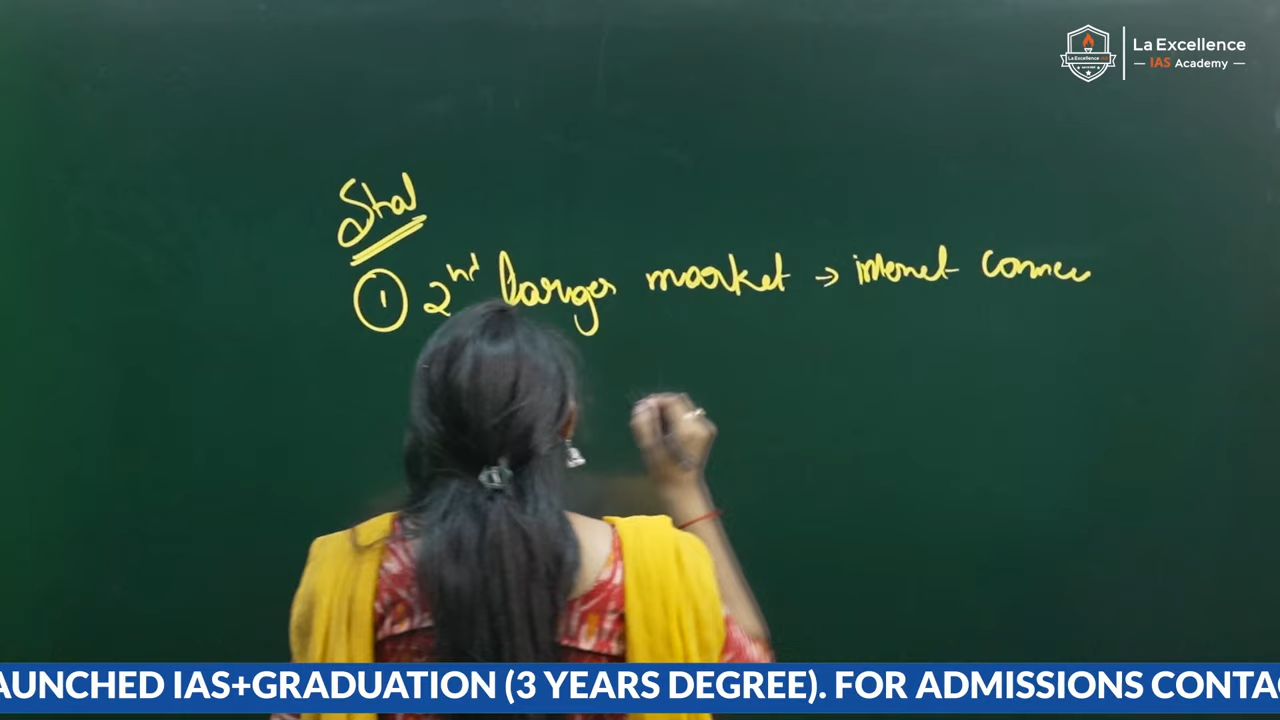 La Excellence
IAS Academy
Stat
① 2nd larger market → internet connec
AUNCHED IAS+GRADUATION (3 YEARS DEGREE). FOR ADMISSIONS CONTAC